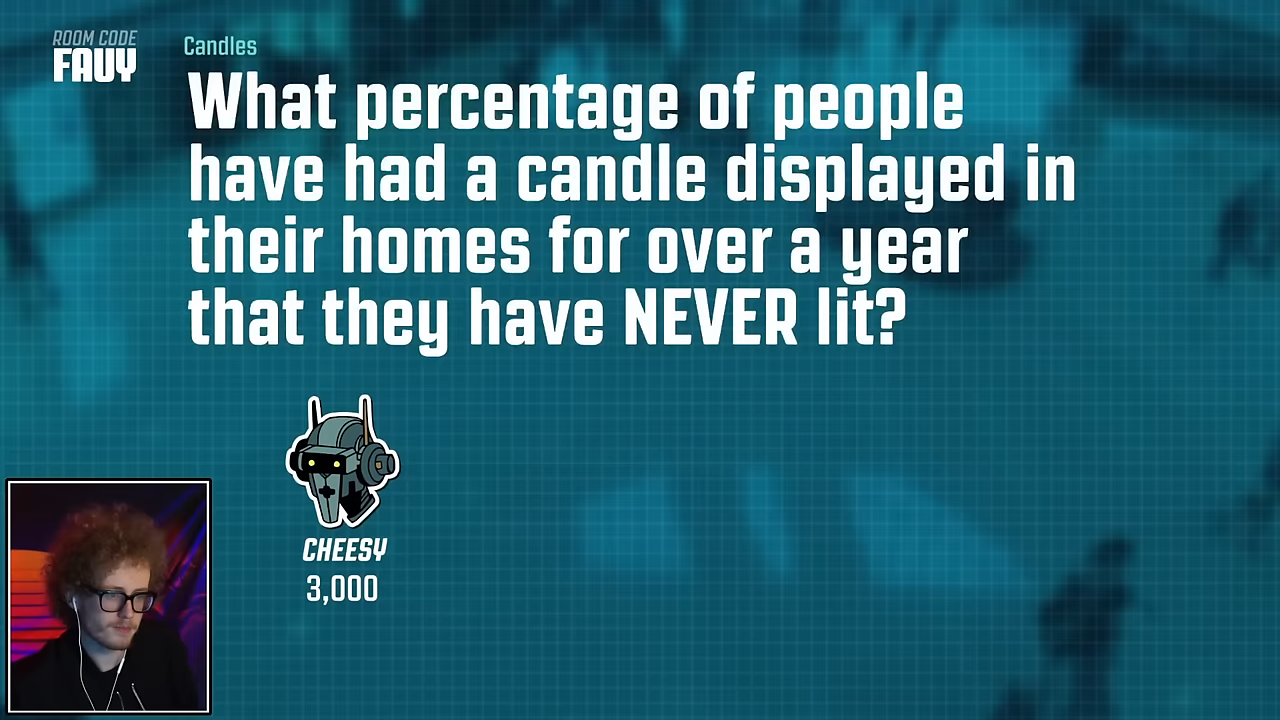 ROOM CODE
FAUY
Candles
What percentage of people
have had a candle displayed in
their homes for over a year
that they have NEVER lit?
CHEESY
3,000